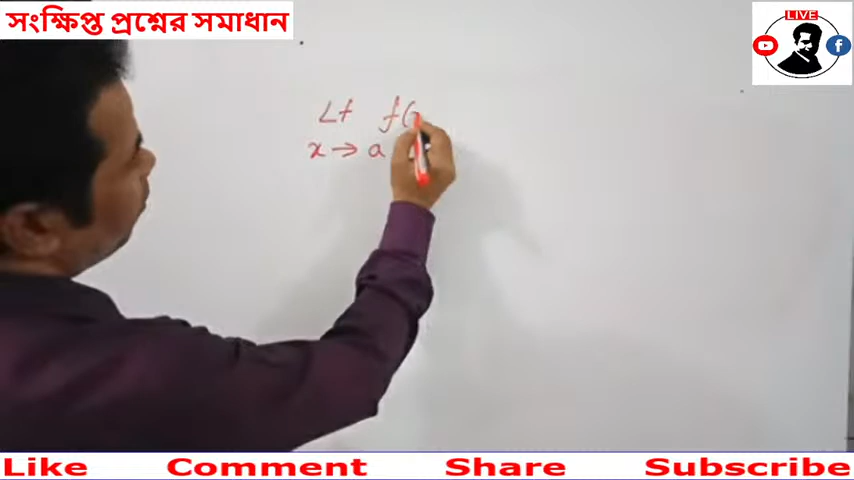 সংক্ষিপ্ত প্রশ্নের সমাধান
LIVE
Lt f(
x → a
Like Comment Share Subscribe